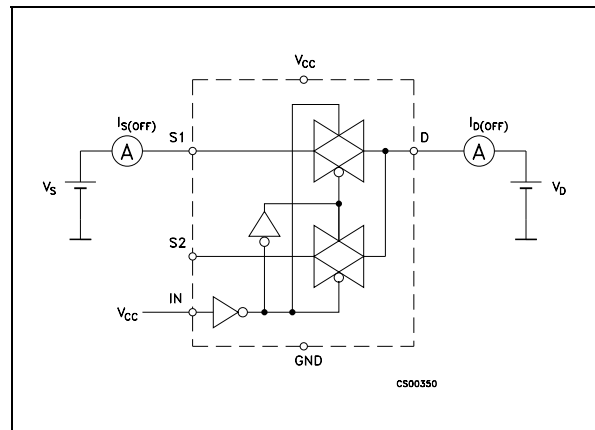 VCC
IS(OFF)
S1
D
ID(OFF)
A
A
VS
VD
S2
IN
VCC
GND
CS00350